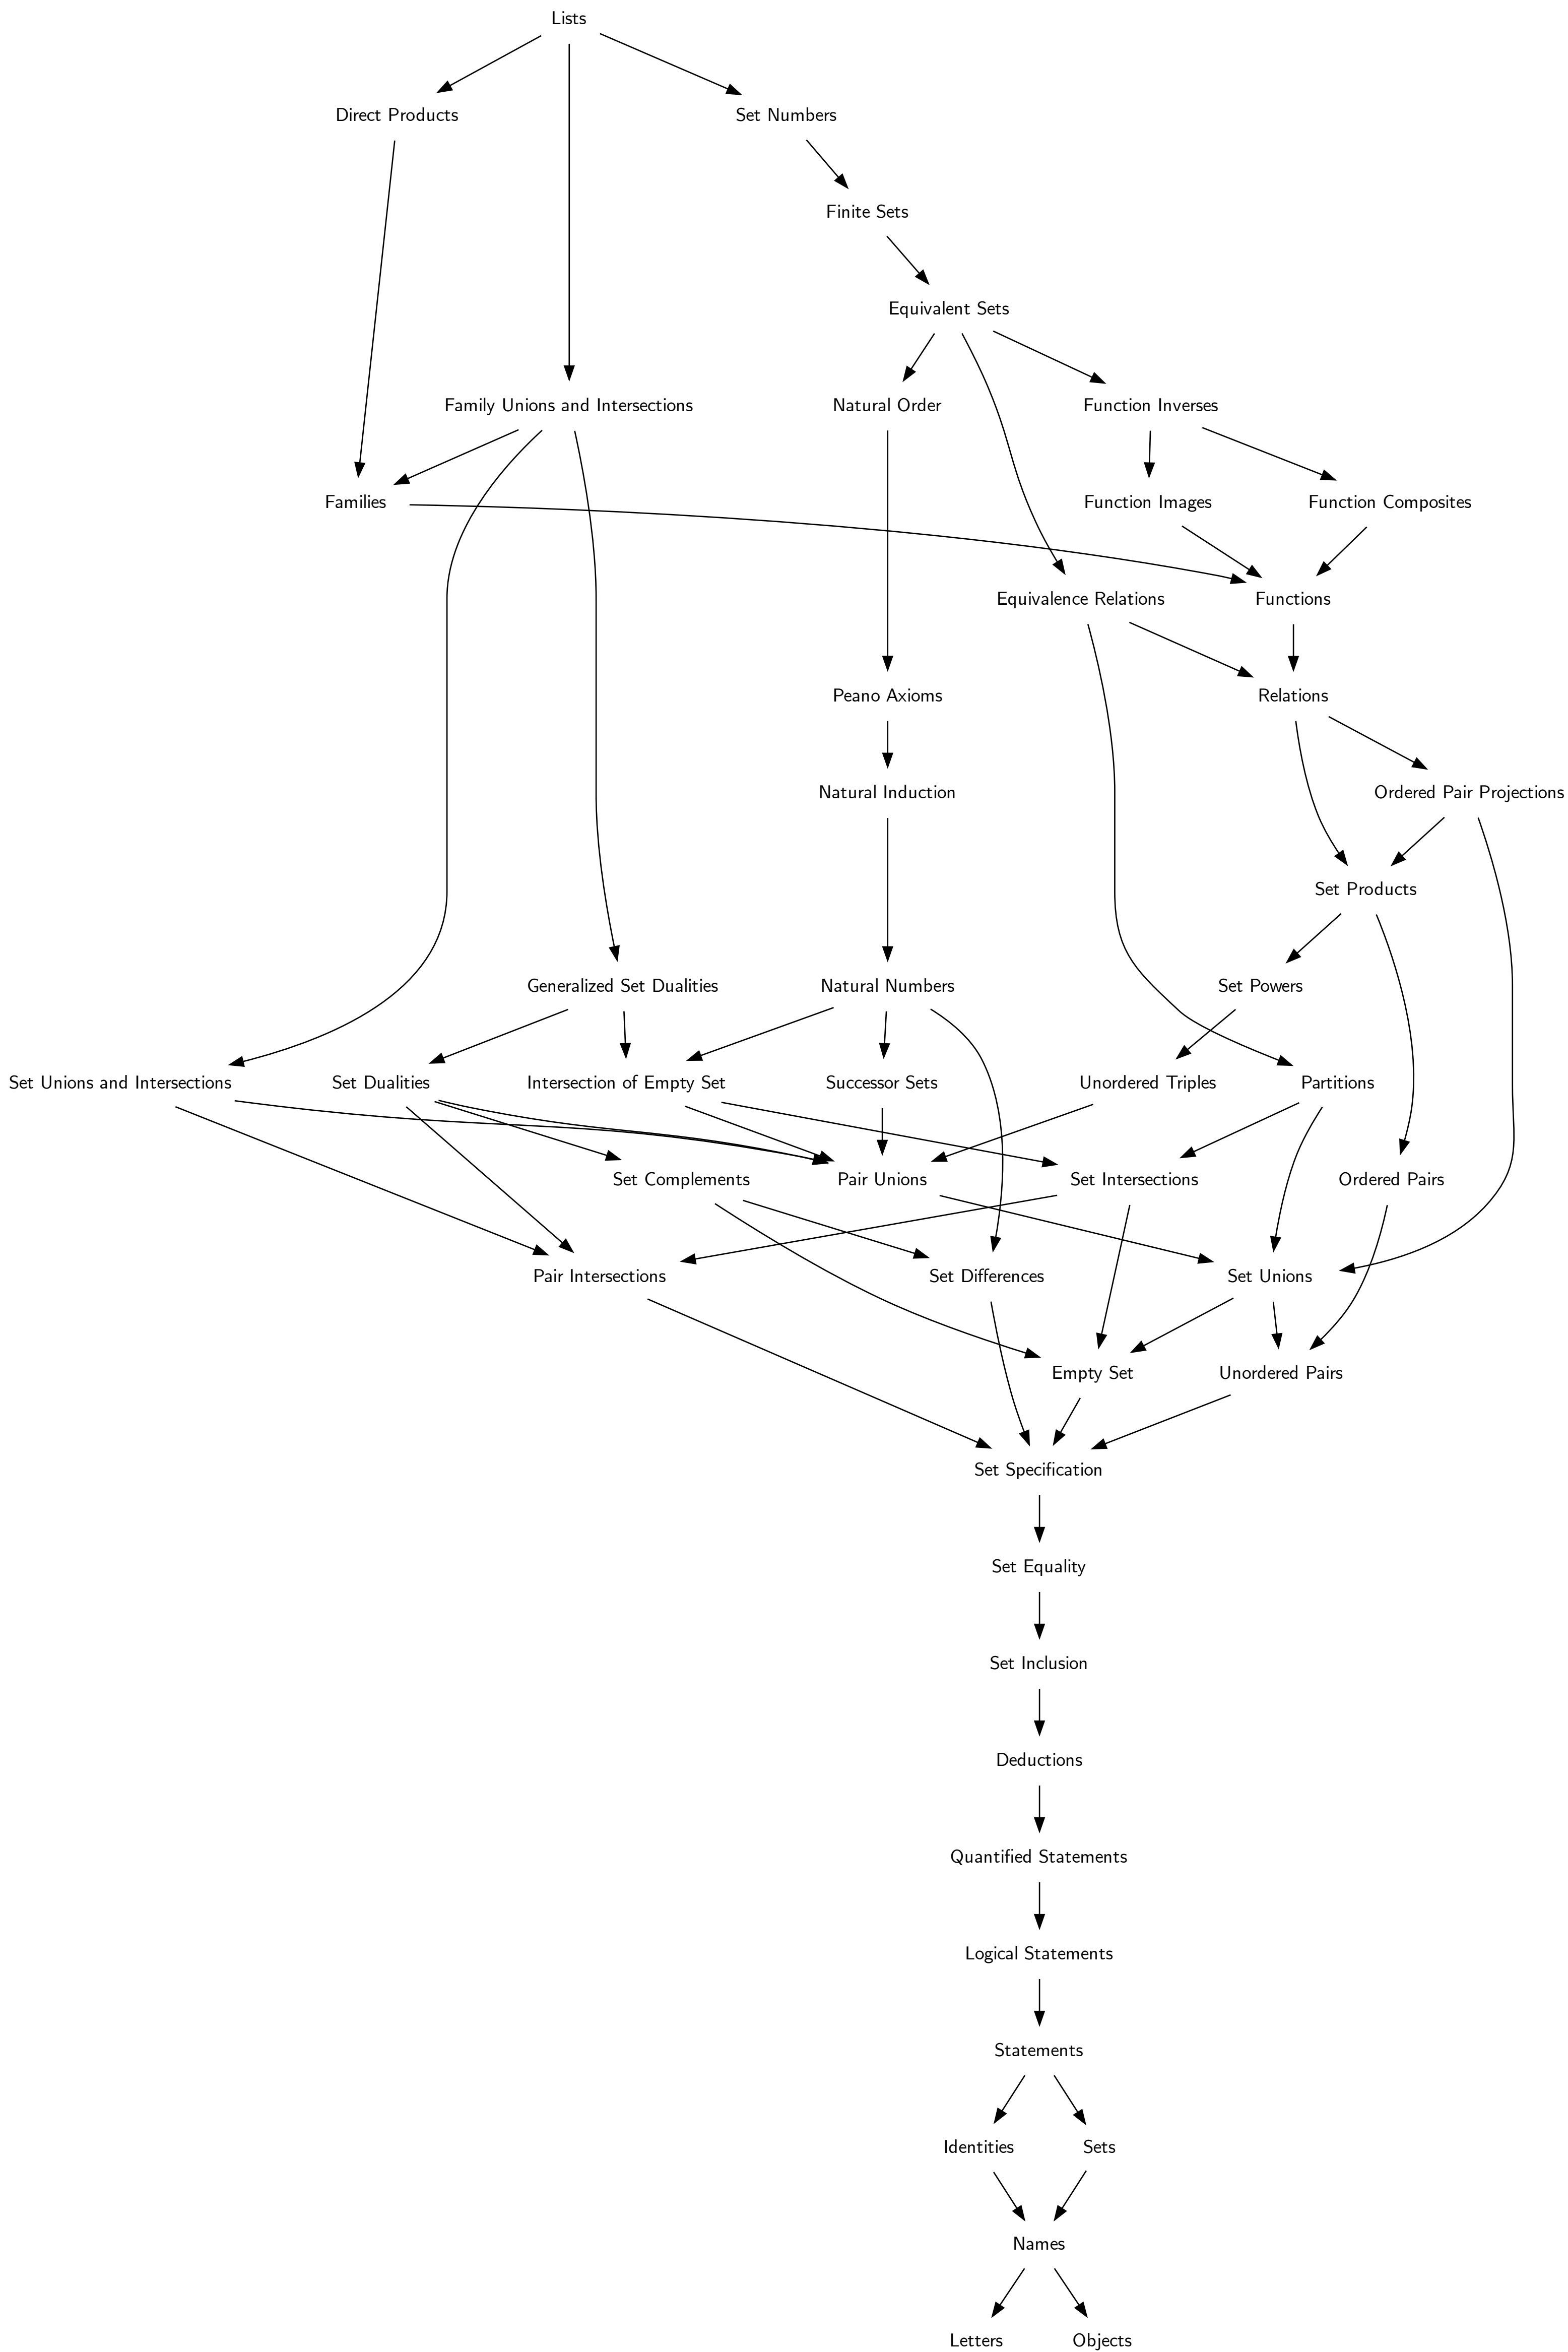 Lists
Direct Products
Set Numbers
Finite Sets
Equivalent Sets
Family Unions and Intersections
Natural Order
Function Inverses
Families
Function Images
Function Composites
Equivalence Relations
Functions
Peano Axioms
Relations
Natural Induction
Ordered Pair Projections
Set Products
Generalized Set Dualities
Natural Numbers
Set Powers
Set Unions and Intersections
Set Dualities
Intersection of Empty Set
Successor Sets
Unordered Triples
Partitions
Set Complements
Pair Unions
Set Intersections
Ordered Pairs
Pair Intersections
Set Differences
Set Unions
Empty Set
Unordered Pairs
Set Specification
Set Equality
Set Inclusion
Deductions
Quantified Statements
Logical Statements
Statements
Identities
Sets
Names
Letters
Objects